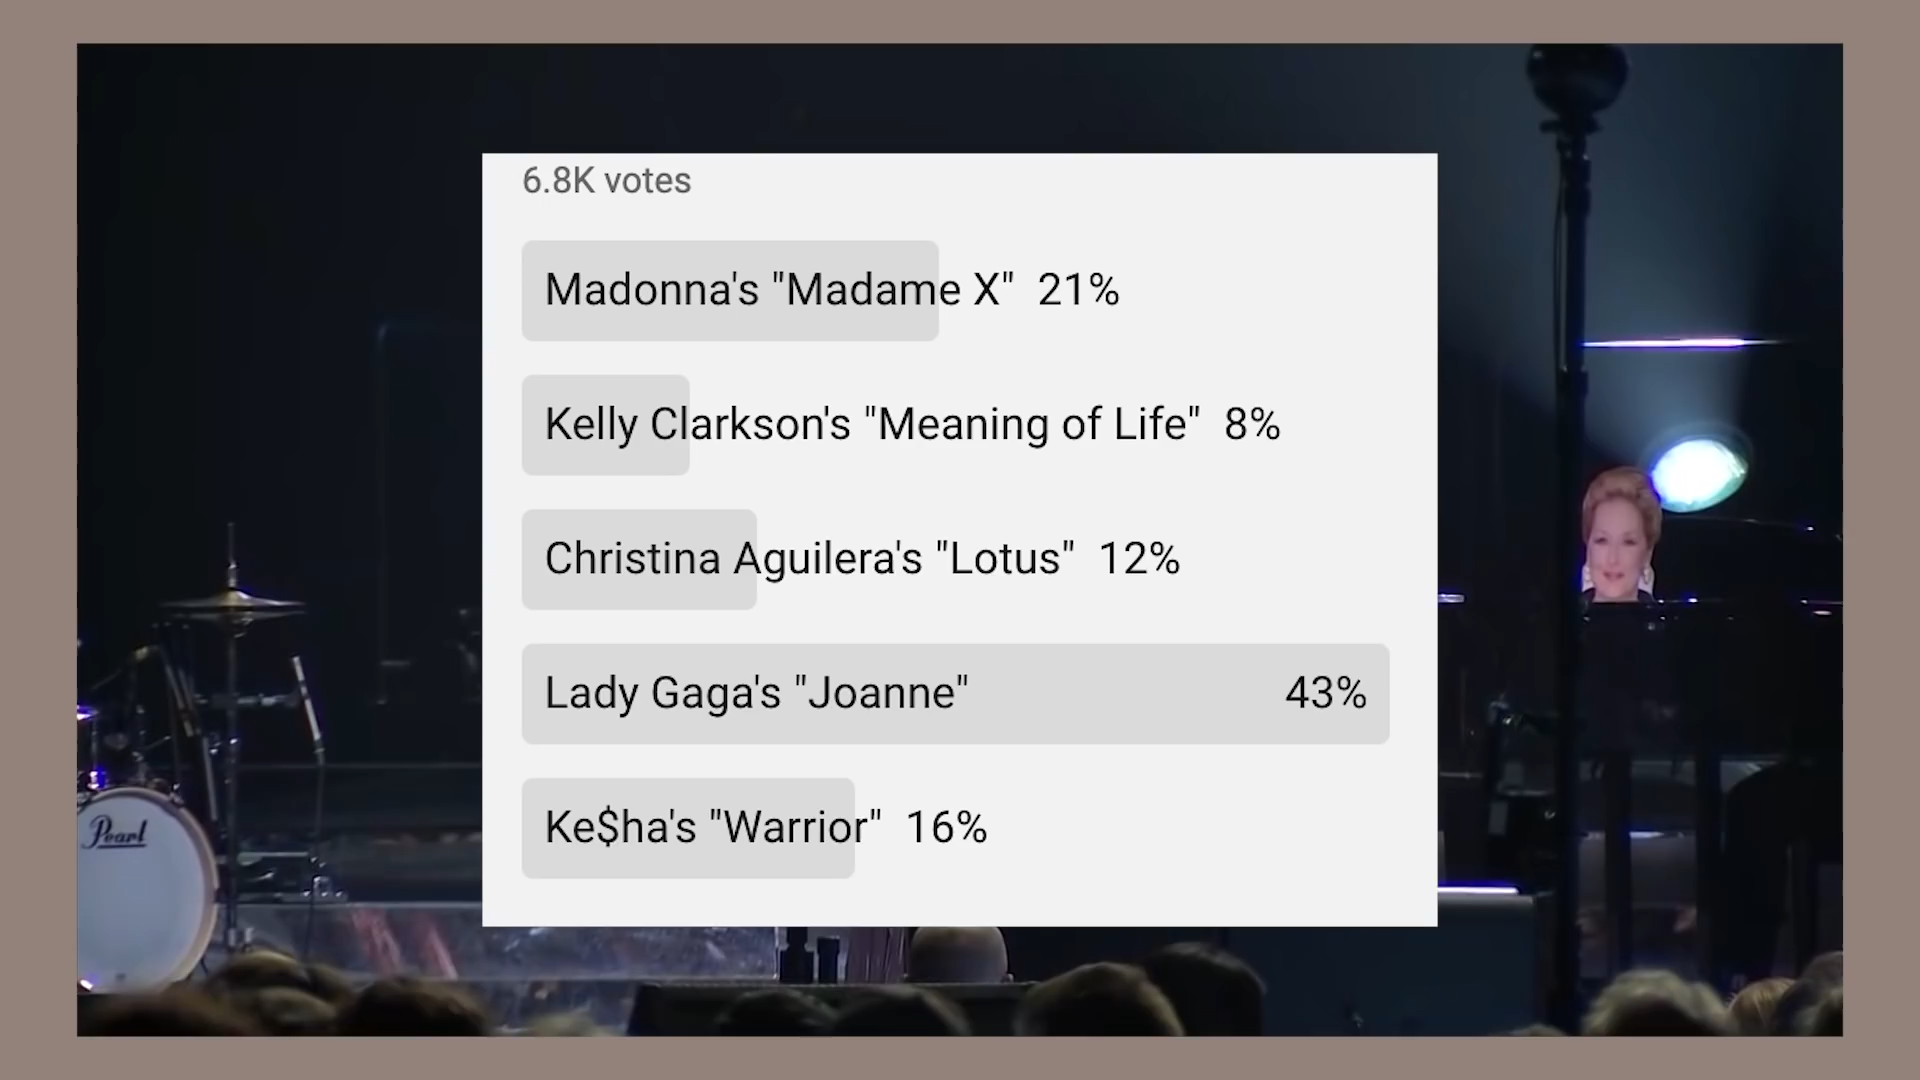 6.8K votes
Madonna's "Madame X" 21%
Kelly Clarkson's "Meaning of Life" 8%
Christina Aguilera's "Lotus" 12%
Lady Gaga's "Joanne" 43%
Ke$ha's "Warrior" 16%
Pearl